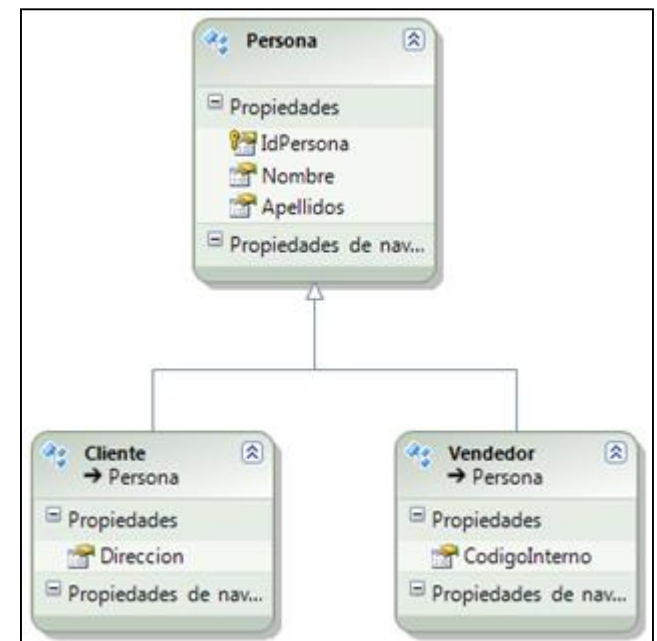 Persona
Propiedades
IdPersona
Nombre
Apellidos
Propiedades de nav...
Cliente
→ Persona
Propiedades
Direccion
Propiedades de nav...
Vendedor
→ Persona
Propiedades
CodigoInterno
Propiedades de nav...